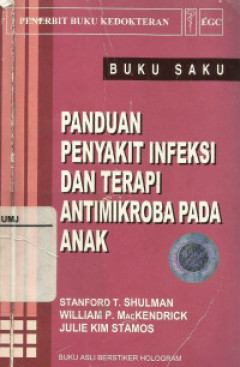 PENERBIT BUKU KEDOKTERAN
EGC
BUKU SAKU
PANDUAN
PENYAKIT INFEKSI
DAN TERAPI
ANTIMIKROBA PADA
ANAK
UMJ
STANFORD T. SHULMAN
WILLIAM P. MacKENDRICK
JULIE KIM STAMOS
BUKU ASLI BERSTIKER HOLOGRAM